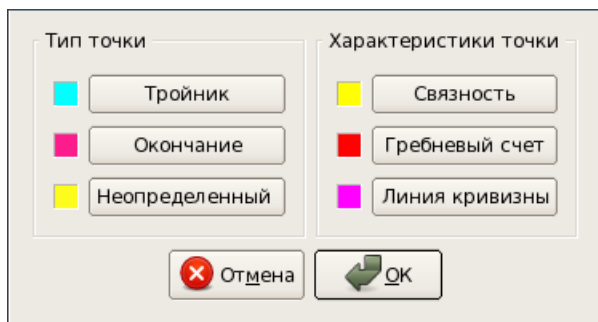 Тип точки
Тройник
Окончание
Неопределенный
Характеристики точки
Связность
Гребневый счет
Линия кривизны
Отмена
OK